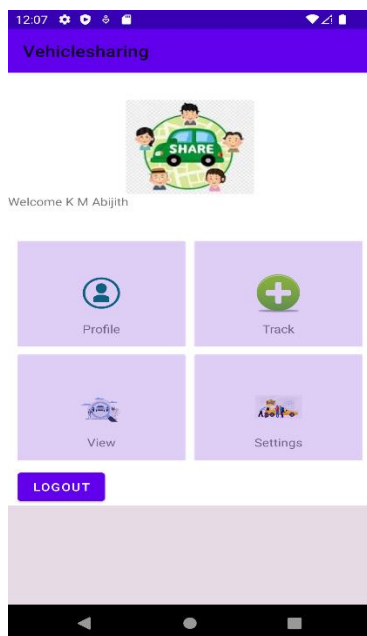 12:07
Vehiclesharing
SHARE
Welcome K M Abijith
Profile
Track
View
Settings
LOGOUT